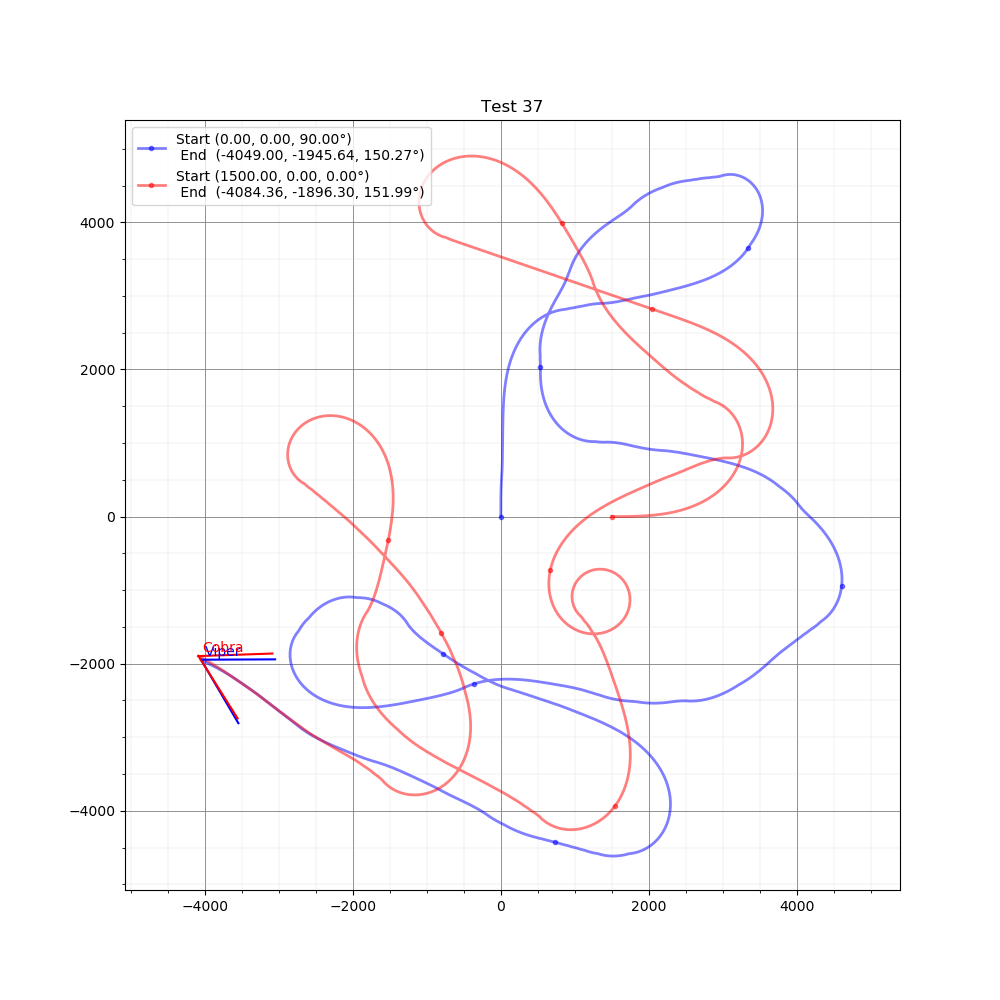 Test 37
Start (0.00, 0.00, 90.00°)
End  (-4049.00, -1945.64, 150.27°)
Start (1500.00, 0.00, 0.00°)
End  (-4084.36, -1896.30, 151.99°)
4000
2000
0
−2000
−4000
Cobra
Viper
−4000
−2000
0
2000
4000